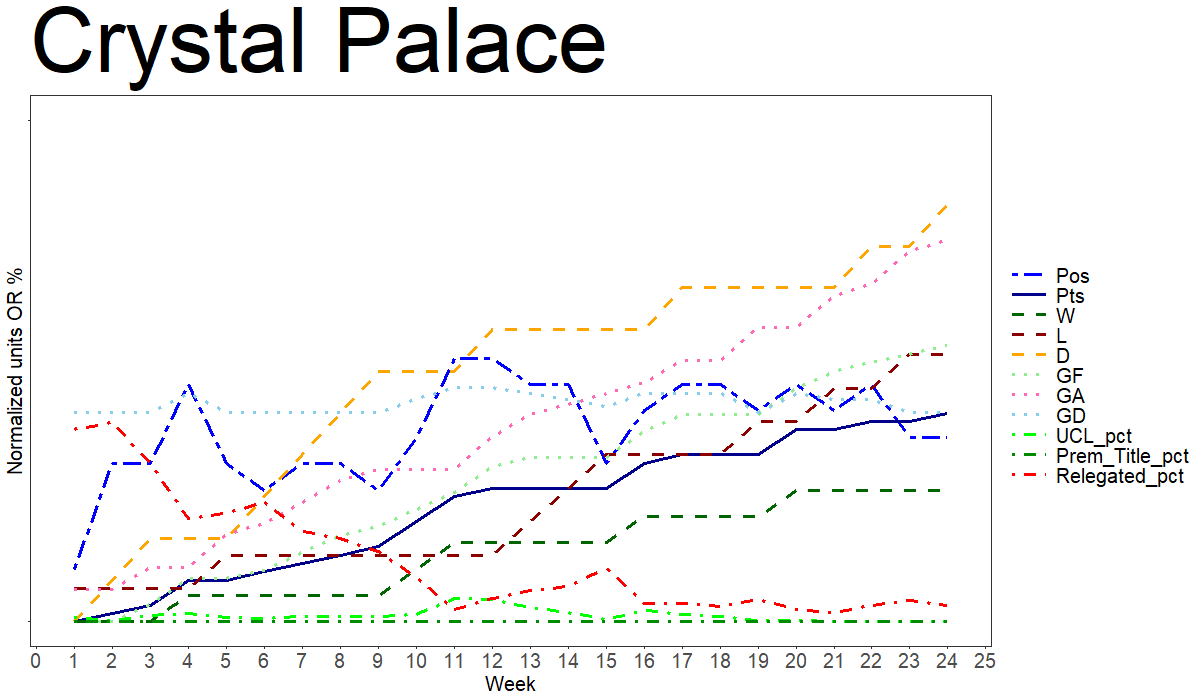 Crystal Palace
Normalized units OR %
0 1 2 3 4 5 6 7 8 9 10 11 12 13 14 15 16 17 18 19 20 21 22 23 24 25
Week
Pos
Pts
W
L
D
GF
GA
GD
UCL_pct
Prem_Title_pct
Relegated_pct